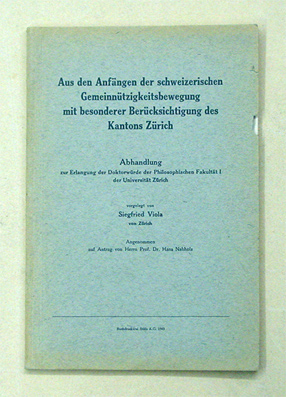 Aus den Anfängen der schweizerischen
Gemeinnützigkeitsbewegung
mit besonderer Berücksichtigung des
Kantons Zürich
Abhandlung
zur Erlangung der Doktorwürde der Philosophischen Fakultät I
der Universität Zürich
vorgelegt von
Siegfried Viola
von Zürich
Angenommen
auf Antrag von Herrn Prof. Dr. Hans Nabholz